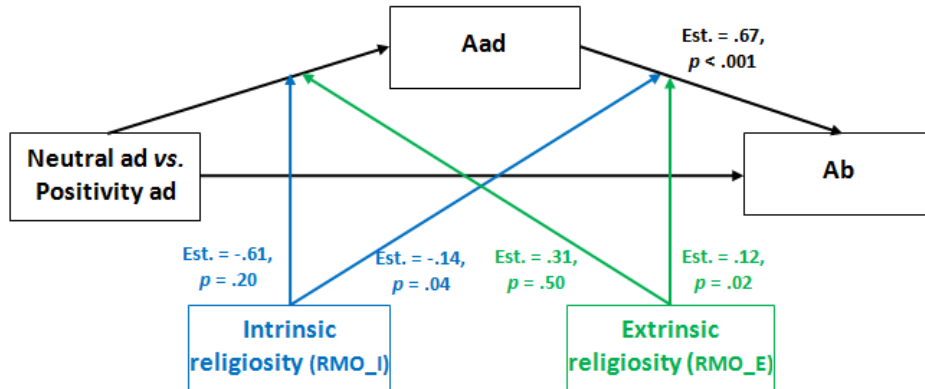 Aad
Est. = .67,
p < .001
Neutral ad vs.
Positivity ad
Ab
Est. = -.61,
p = .20
Est. = -.14,
p = .04
Est. = .31,
p = .50
Est. = .12,
p = .02
Intrinsic
religiosity (RMO_I)
Extrinsic
religiosity (RMO_E)